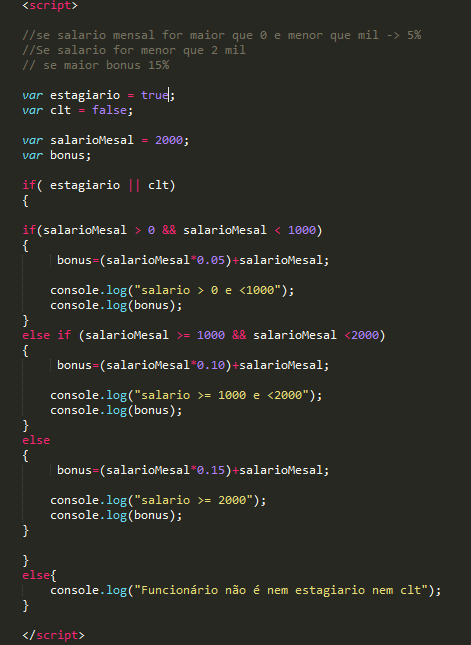 <script>
//se salario mensal for maior que 0 e menor que mil -> 5%
//Se salario for menor que 2 mil
// se maior bonus 15%
var estagiario = true;
var clt = false;
var salarioMesal = 2000;
var bonus;
if( estagiario || clt)
{
if(salarioMesal > 0 && salarioMesal < 1000)
{
bonus=(salarioMesal*0.05)+salarioMesal;
console.log("salario > 0 e <1000");
console.log(bonus);
}
else if (salarioMesal >= 1000 && salarioMesal <2000)
{
bonus=(salarioMesal*0.10)+salarioMesal;
console.log("salario >= 1000 e <2000");
console.log(bonus);
}
else
{
bonus=(salarioMesal*0.15)+salarioMesal;
console.log("salario >= 2000");
console.log(bonus);
}
}
else{
console.log("Funcionário não é nem estagiario nem clt");
}
</script>